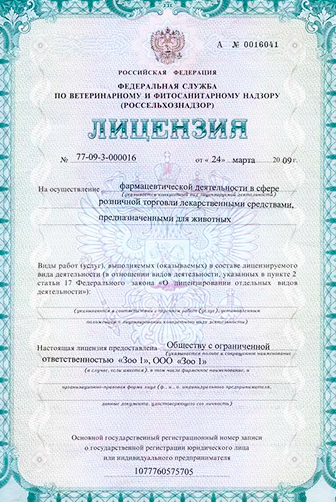 А № 0016041
РОССИЙСКАЯ ФЕДЕРАЦИЯ
ФЕДЕРАЛЬНАЯ СЛУЖБА
ПО ВЕТЕРИНАРНОМУ И ФИТОСАНИТАРНОМУ НАДЗОРУ
(РОССЕЛЬХОЗНАДЗОР)
ЛИЦЕНЗИЯ
№ 77-09-3-000016 от «24» марта 2009 г.
На осуществление фармацевтической деятельности в сфере
(указывается конкретный вид лицензируемой деятельности)
розничной торговли лекарственными средствами,
предназначенными для животных
Виды работ (услуг), выполняемых (оказываемых) в составе лицензируемого
вида деятельности (в отношении видов деятельности, указанных в пункте 2
статьи 17 Федерального закона «О лицензировании отдельных видов
деятельности»):
(указываются в соответствии с перечнем работ (услуг), установленным
положением о лицензировании конкретного вида деятельности)
Настоящая лицензия предоставлена Обществу с ограниченной
(указывается полное и сокращенное наименование
ответственностью «Зоо 1», ООО «Зоо 1»
(в случае, если имеется), в том числе фирменное наименование, и
организационно-правовая форма лица (ф., и., о. индивидуального предпринимателя,
данные документа, удостоверяющего его личность)
Основной государственный регистрационный номер записи
о государственной регистрации юридического лица
или индивидуального предпринимателя
1077760575705